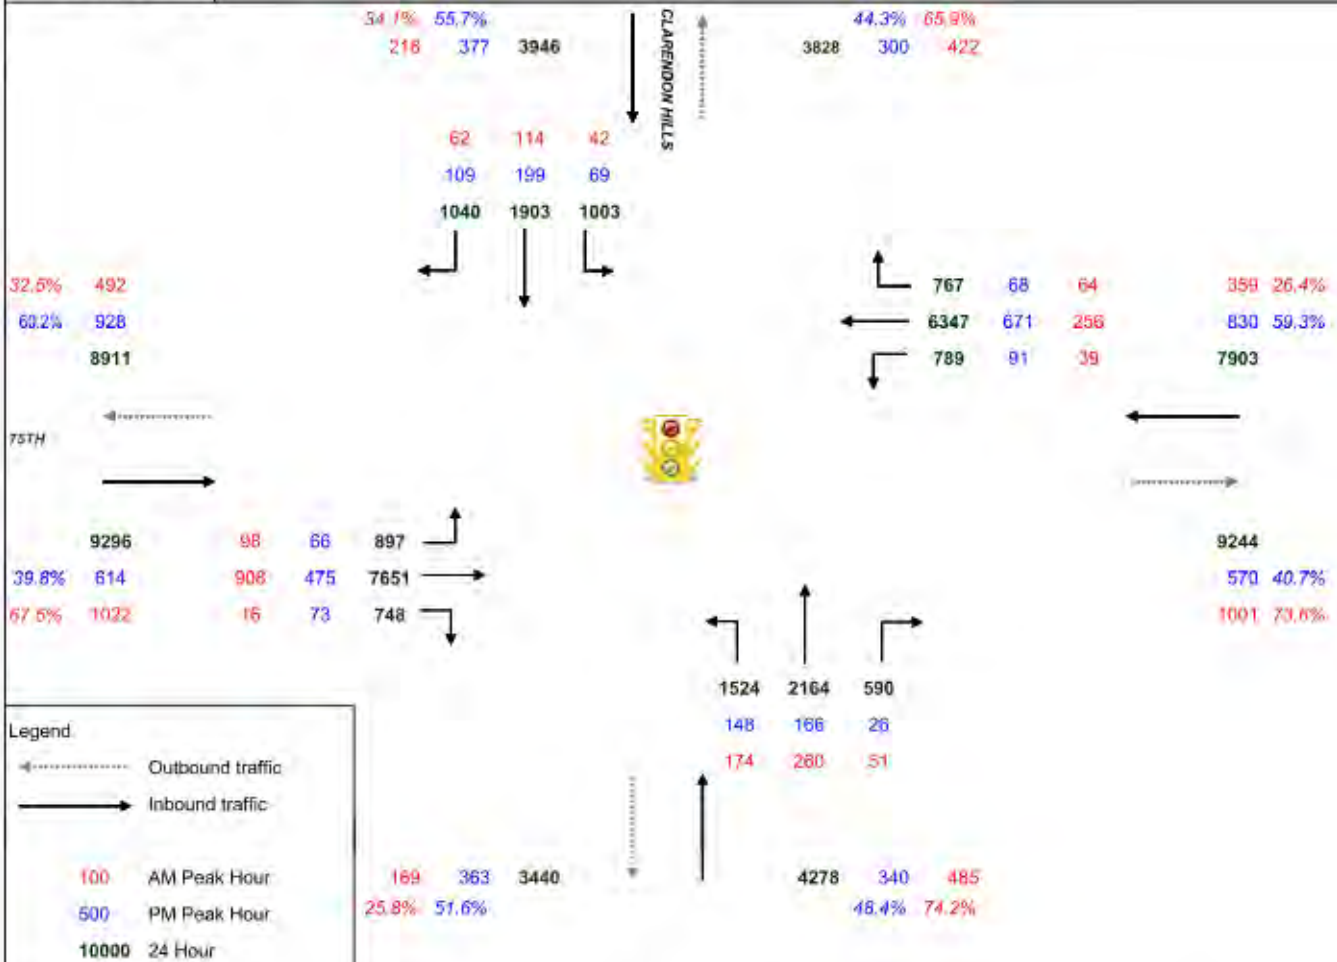 34.1% 55.7% 44.3% 65.9%
218 377 3946 3828 300 422
CLARENDON HILLS
62 114 42
109 199 69
1040 1903 1003
32.5% 492 767 68 64 359 26.4%
60.2% 928 6347 671 256 830 59.3%
8911 789 91 39 7903
75TH
9296 98 66 897 9244
39.8% 614 908 475 7651 570 40.7%
67.5% 1022 16 73 748 1001 73.6%
1524 2164 590
148 166 26
174 260 51
Legend
Outbound traffic
Inbound traffic
100 AM Peak Hour 169 363 3440 4278 340 485
500 PM Peak Hour 25.8% 51.6% 48.4% 74.2%
10000 24 Hour